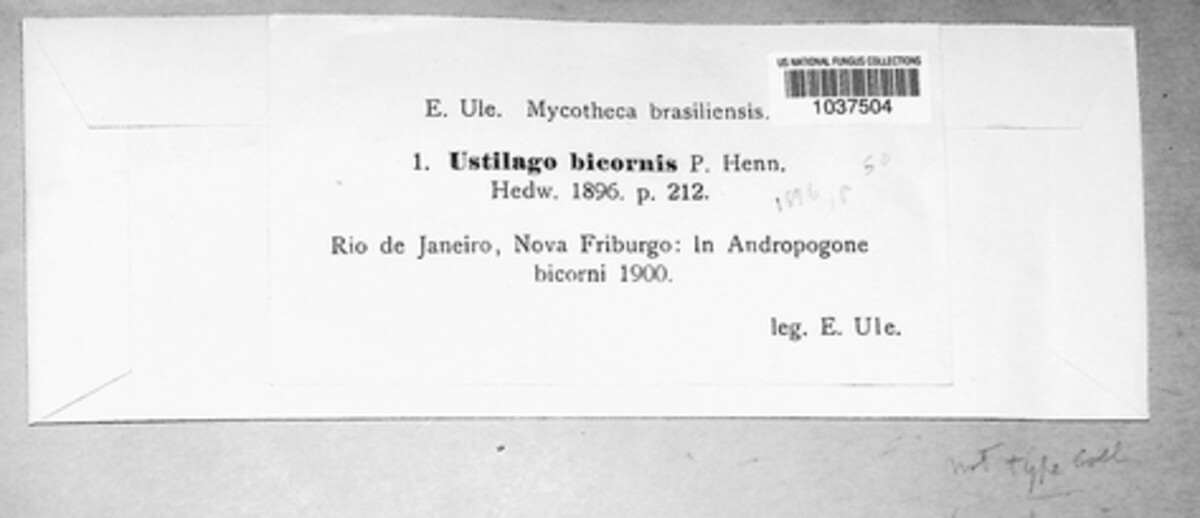 US NATIONAL FUNGUS COLLECTIONS
1037504
E. Ule. Mycotheca brasiliensis.
1. Ustilago bicornis P. Henn.
Hedw. 1896. p. 212.
Rio de Janeiro, Nova Friburgo: In Andropogone
bicorni 1900.
leg. E. Ule.
not type Coll